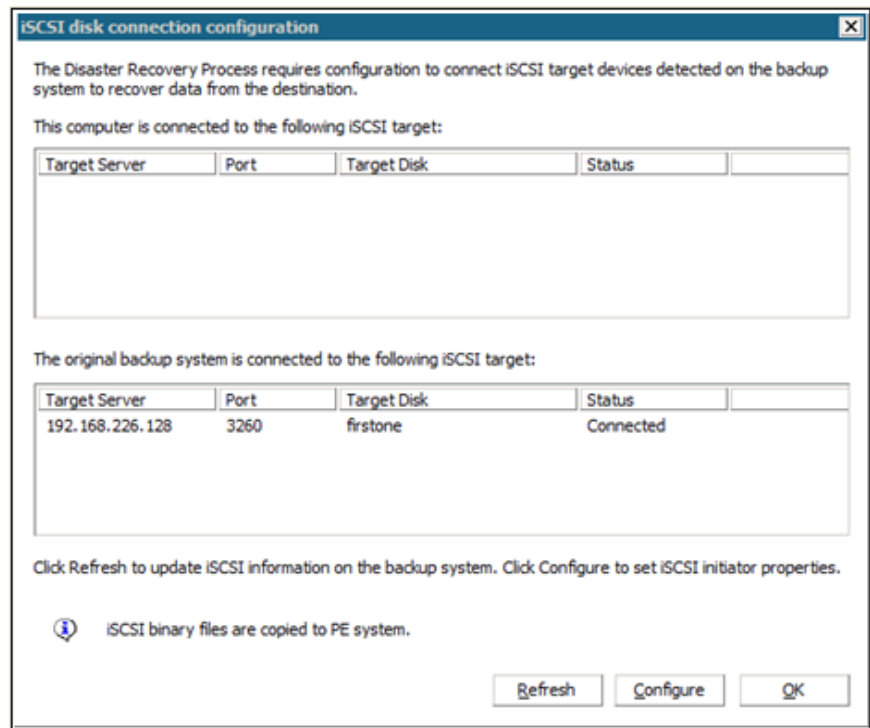 iSCSI disk connection configuration
The Disaster Recovery Process requires configuration to connect iSCSI target devices detected on the backup
system to recover data from the destination.
This computer is connected to the following iSCSI target:
Target Server Port Target Disk Status
The original backup system is connected to the following iSCSI target:
Target Server Port Target Disk Status
192.168.226.128 3260 firstone Connected
Click Refresh to update iSCSI information on the backup system. Click Configure to set iSCSI initiator properties.
iSCSI binary files are copied to PE system.
Refresh Configure OK